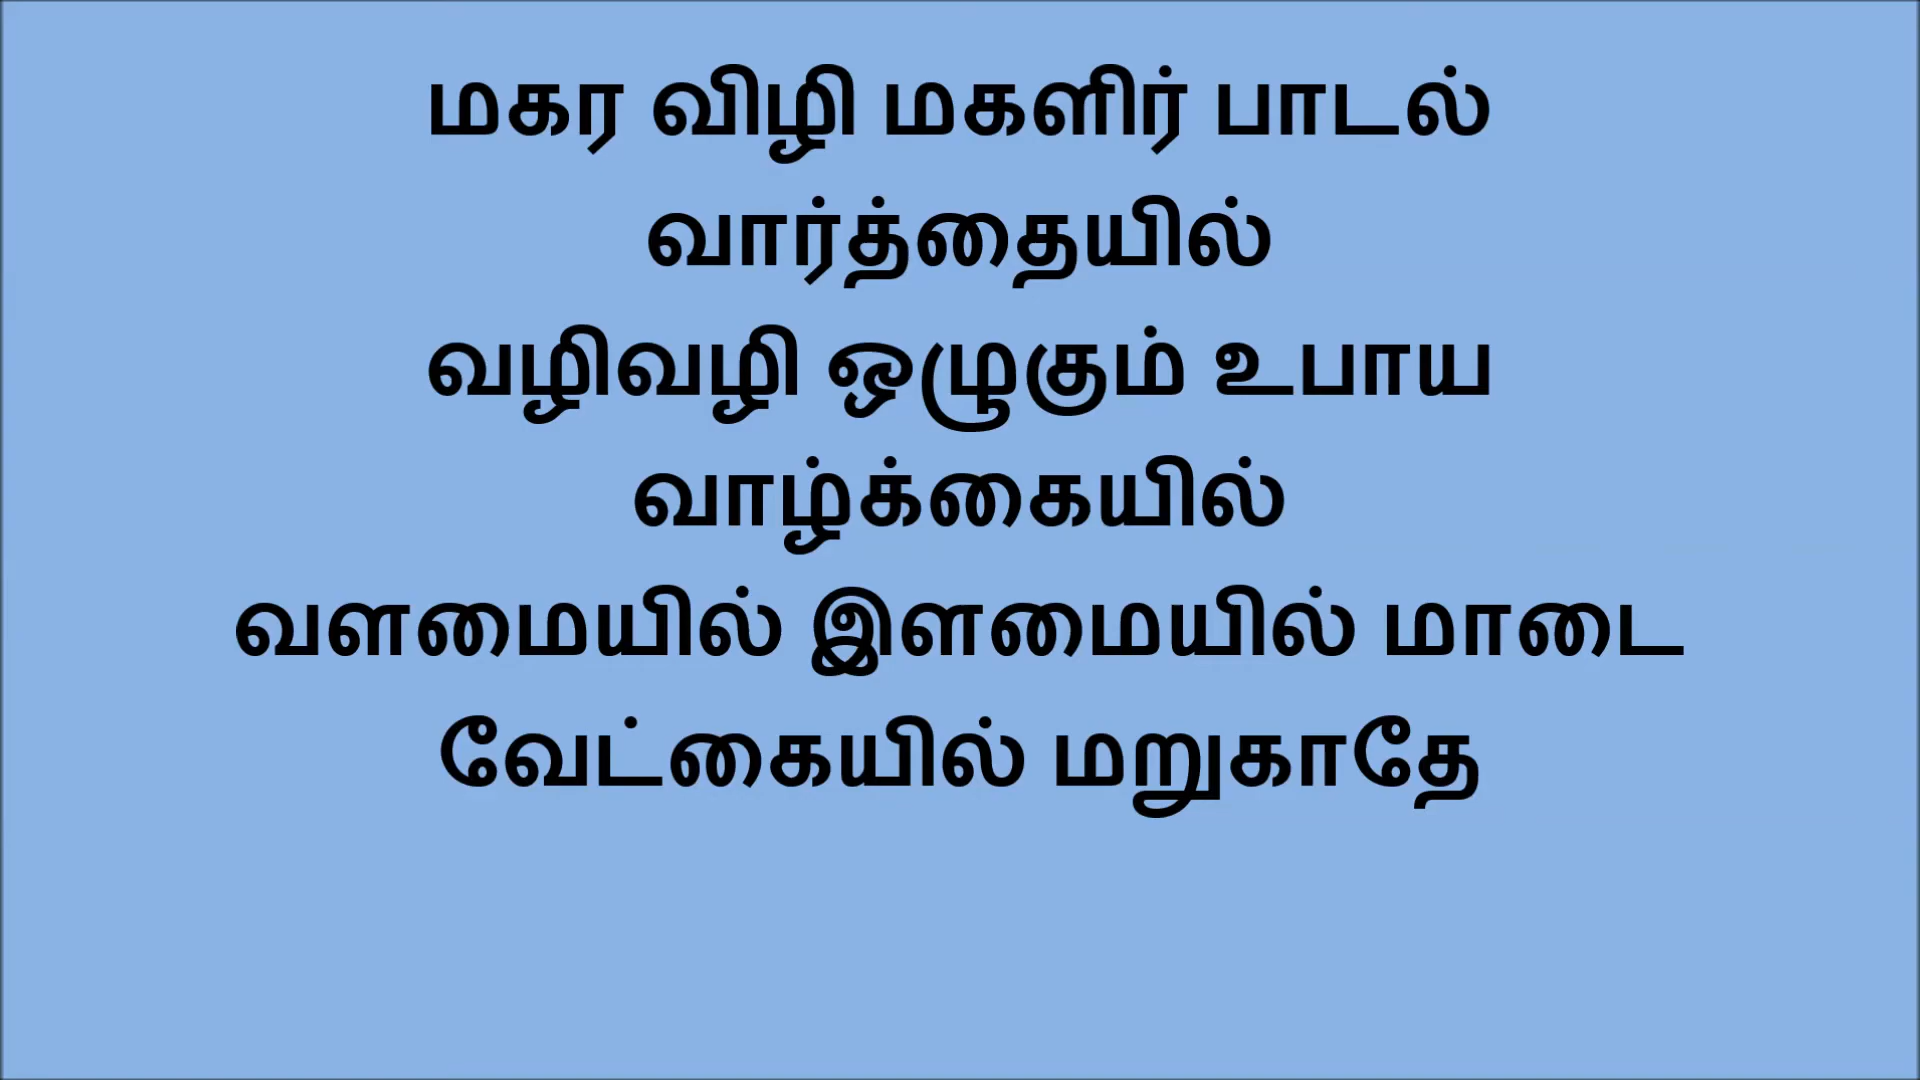 மகர விழி மகளிர் பாடல்
வார்த்தையில்
வழிவழி ஒழுகும் உபாய
வாழ்க்கையில்
வளமையில் இளமையில் மாடை
வேட்கையில் மறுகாதே